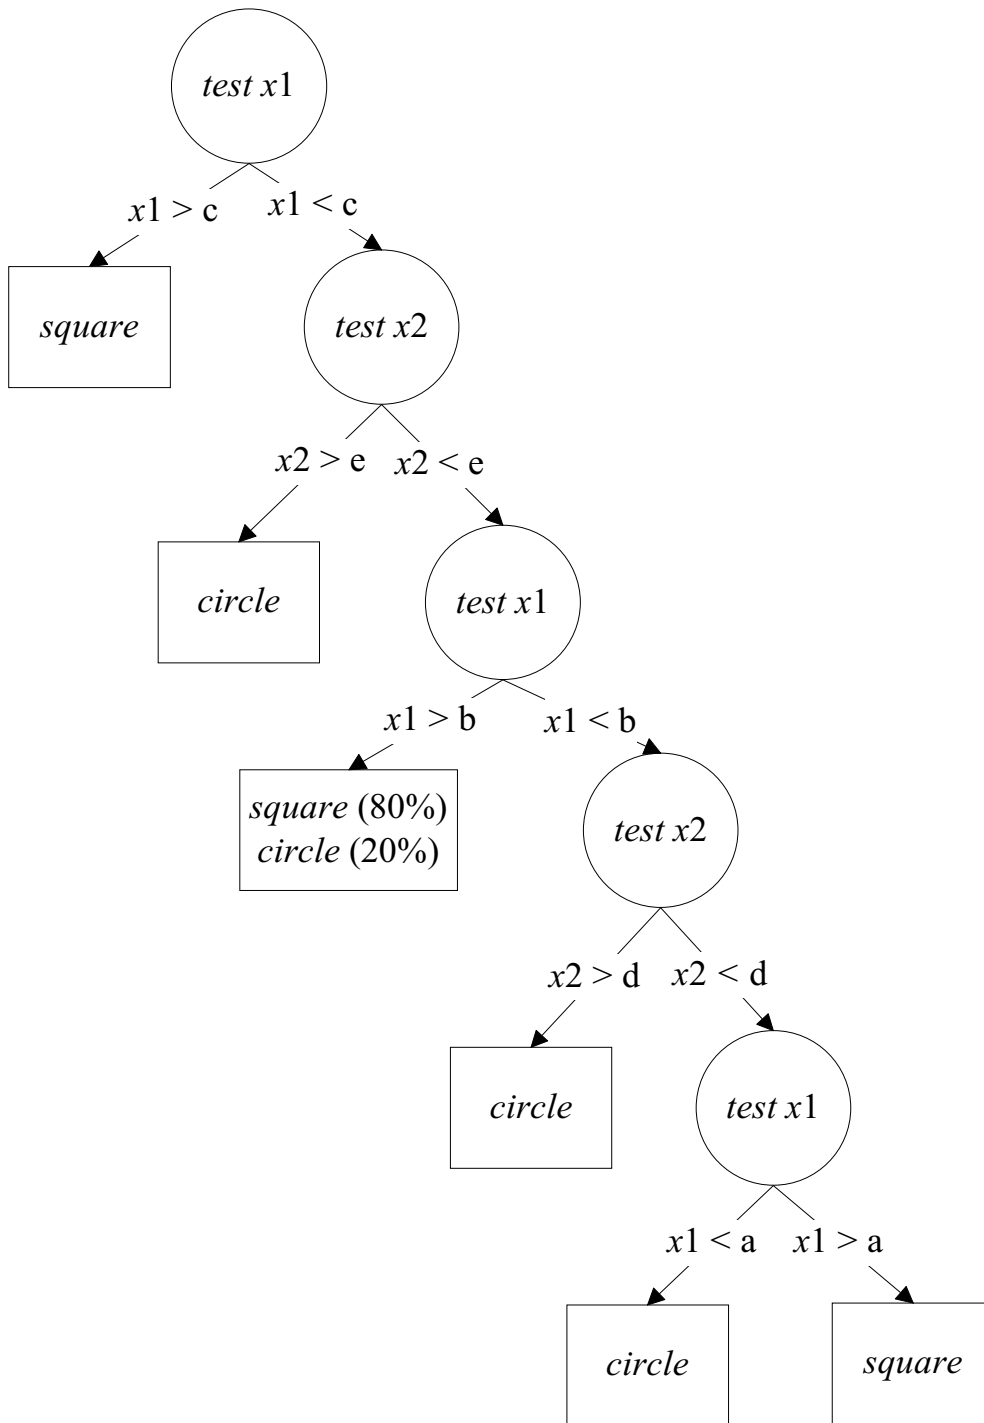 test x1
x1 > c
x1 < c
square
test x2
x2 > e
x2 < e
circle
test x1
x1 > b
x1 < b
square (80%)
circle (20%)
test x2
x2 > d
x2 < d
circle
test x1
x1 < a
x1 > a
circle
square